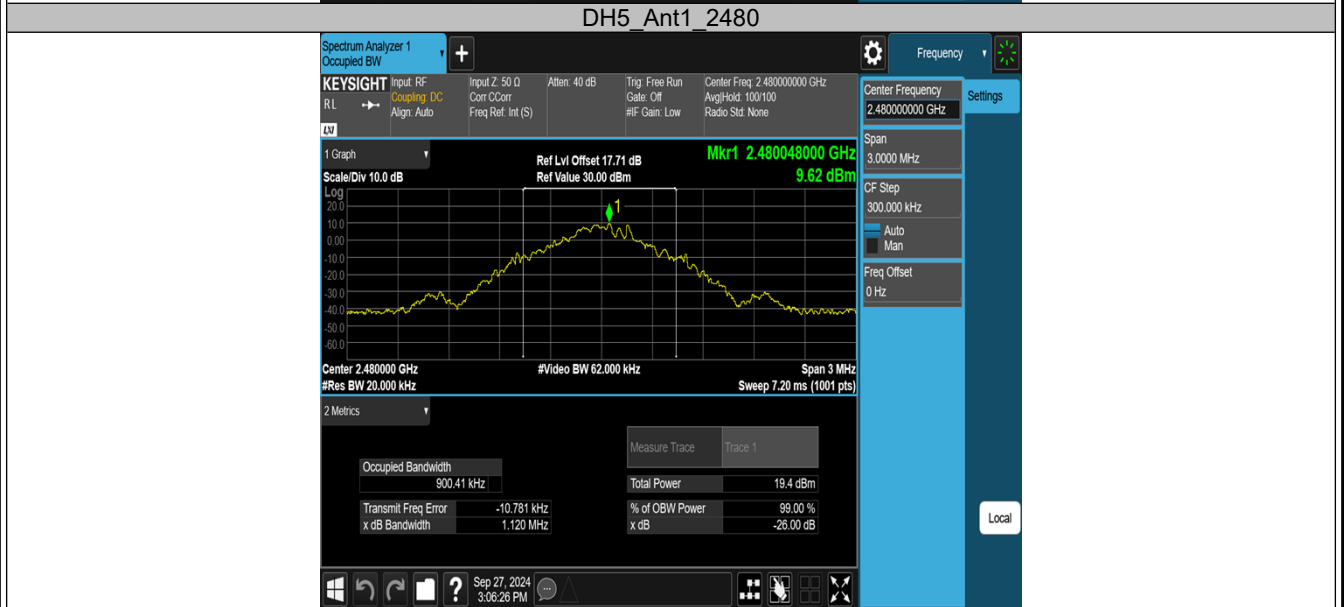 DH5_Ant1_2480
Spectrum Analyzer 1
Occupied BW
+
Frequency
KEYSIGHT
RL
LXI
Input: RF
Coupling: DC
Align: Auto
Input Z: 50 Ω
Corr CCorr
Freq Ref: Int (S)
Atten: 40 dB
Trig: Free Run
Gate: Off
#IF Gain: Low
Center Freq: 2.480000000 GHz
Avg|Hold: 100/100
Radio Std: None
Center Frequency
2.480000000 GHz
Settings
Span
3.0000 MHz
CF Step
300.000 kHz
Auto
Man
Freq Offset
0 Hz
Local
1 Graph
Scale/Div 10.0 dB
Ref Lvl Offset 17.71 dB
Ref Value 30.00 dBm
Mkr1 2.480048000 GHz
9.62 dBm
Log
20.0
10.0
0.00
-10.0
-20.0
-30.0
-40.0
-50.0
-60.0
1
Center 2.480000 GHz
#Video BW 62.000 kHz
Span 3 MHz
#Res BW 20.000 kHz
Sweep 7.20 ms (1001 pts)
2 Metrics
Measure Trace
Trace 1
Occupied Bandwidth
900.41 kHz
Total Power
19.4 dBm
Transmit Freq Error
-10.781 kHz
% of OBW Power
99.00 %
x dB Bandwidth
1.120 MHz
x dB
-26.00 dB
?
Sep 27, 2024
3:06:26 PM